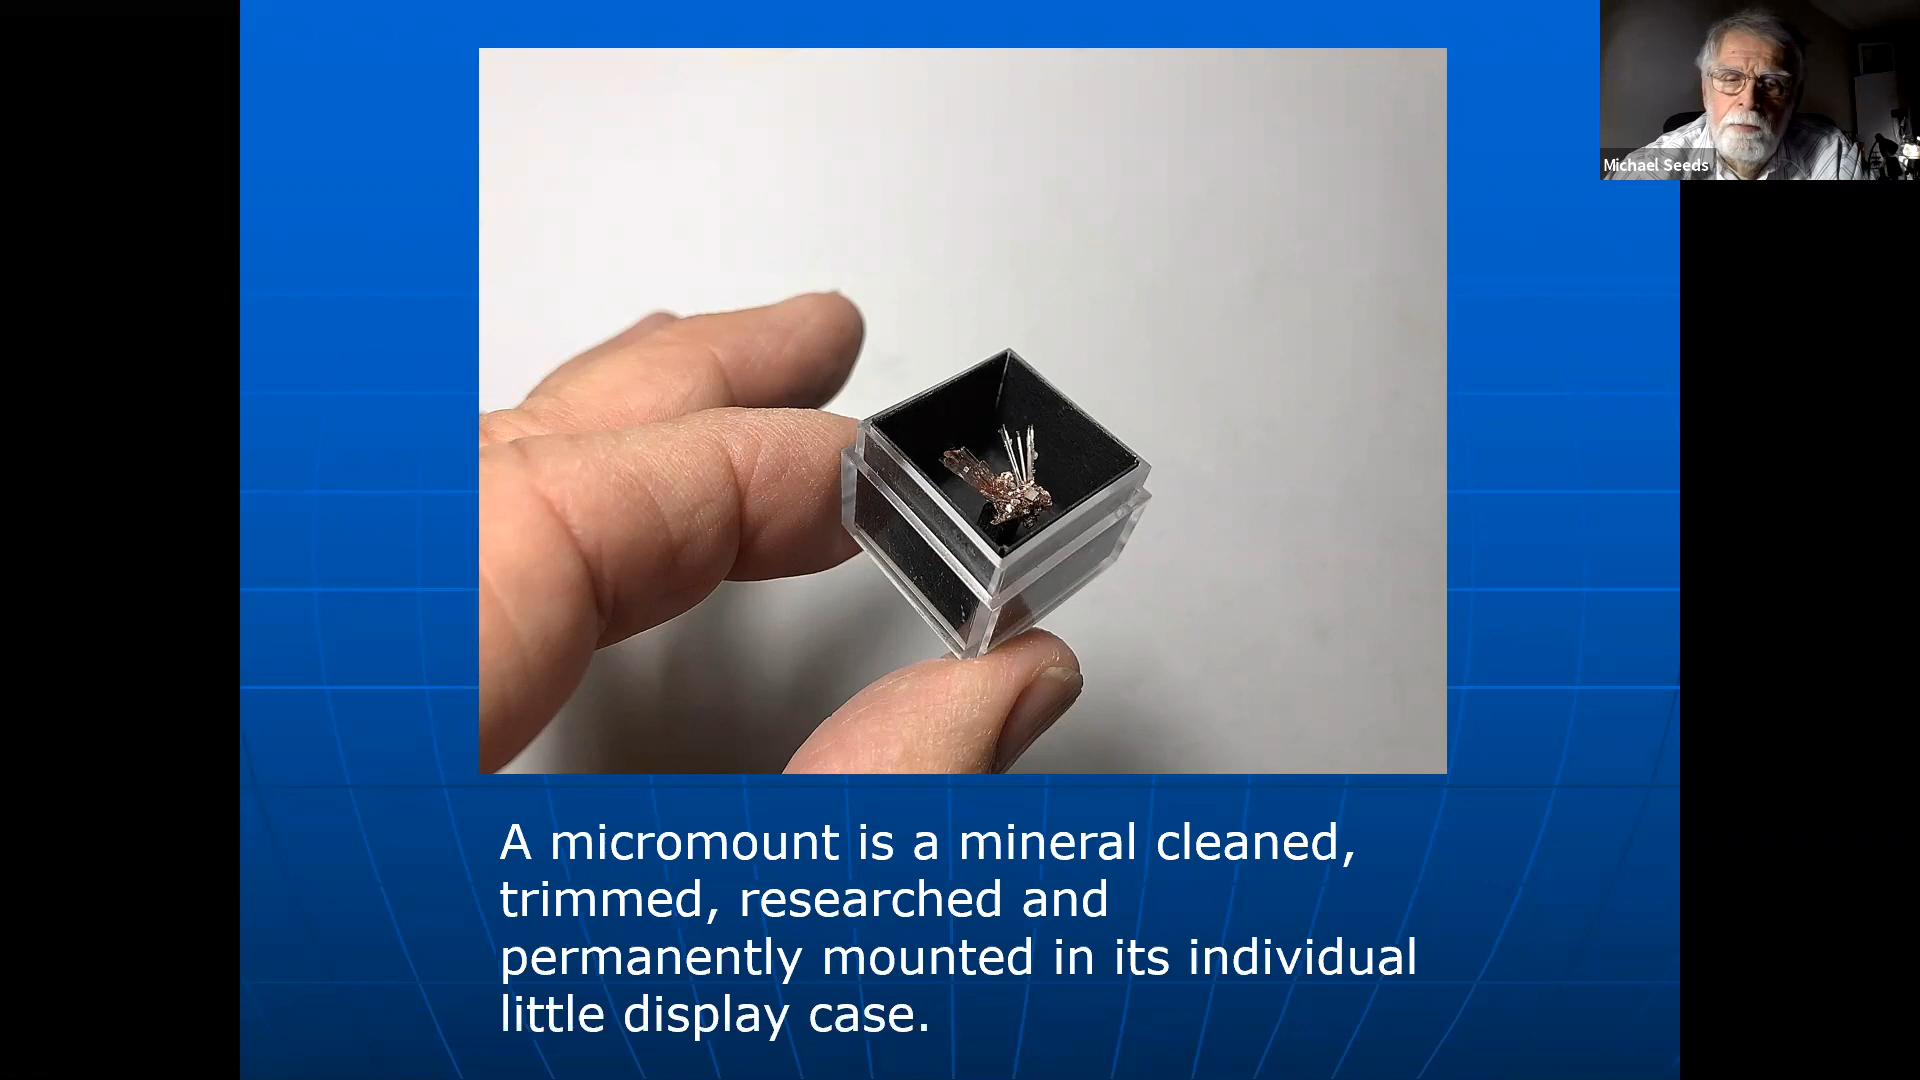 Michael Seeds
A micromount is a mineral cleaned,
trimmed, researched and
permanently mounted in its individual
little display case.